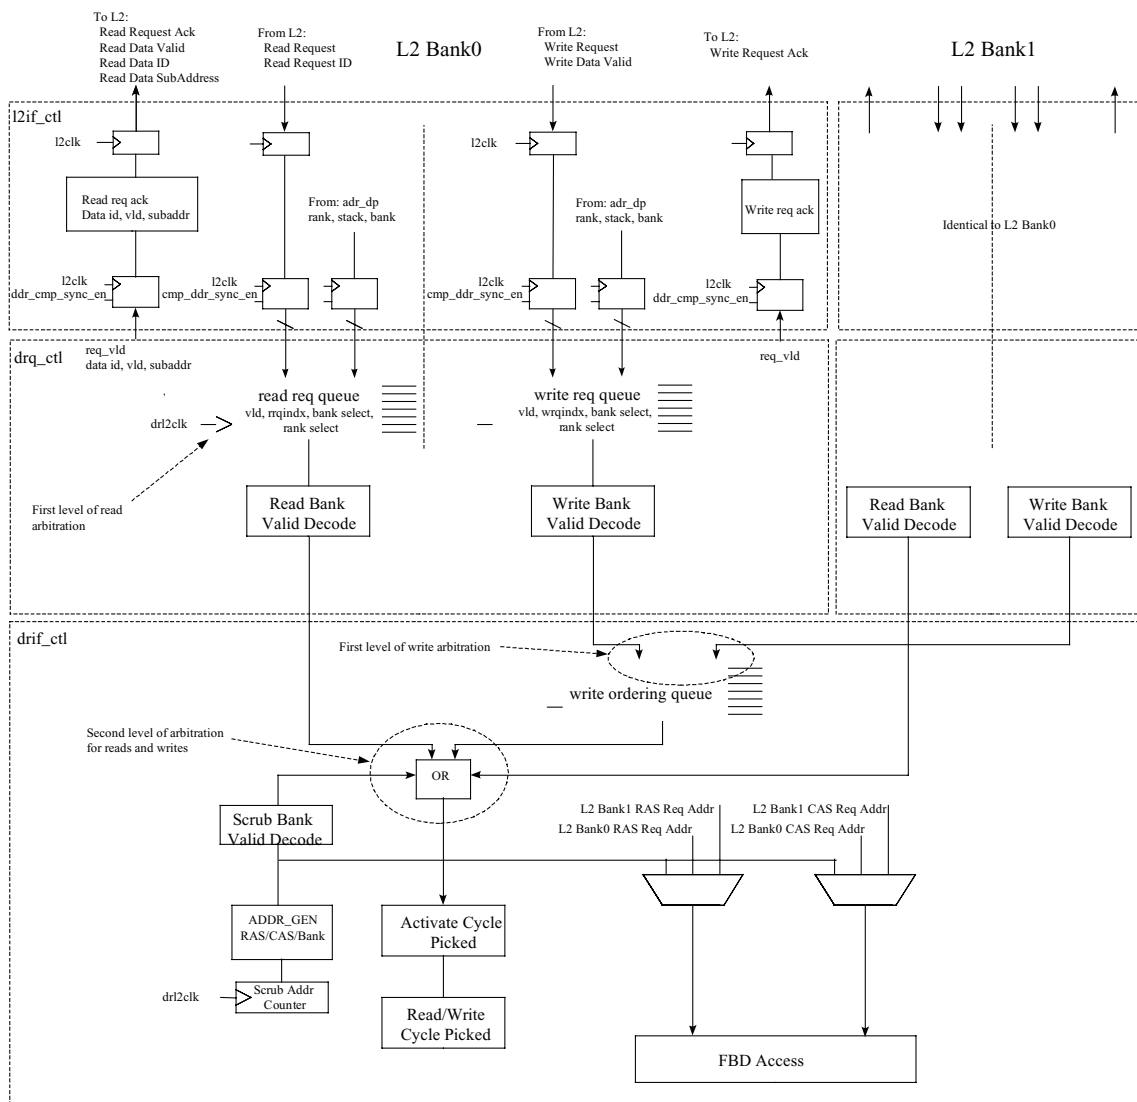 To L2:
Read Request Ack
Read Data Valid
Read Data ID
Read Data SubAddress
From L2:
Read Request
Read Request ID
L2 Bank0
From L2:
Write Request
Write Data Valid
To L2:
Write Request Ack
L2 Bank1
l2if_ctl
l2clk
l2clk
Read req ack
Data id, vld, subaddr
From: adr_dp
rank, stack, bank
From: adr_dp
rank, stack, bank
Write req ack
Identical to L2 Bank0
l2clk
ddr_cmp_sync_en
l2clk
cmp_ddr_sync_en
l2clk
cmp_ddr_sync_en
l2clk
ddr_cmp_sync_en
drq_ctl
req_vld
data id, vld, subaddr
req_vld
read req queue
vld, rrqindx, bank select,
rank select
write req queue
vld, wrqindx, bank select,
rank select
drl2clk
First level of read
arbitration
Read Bank
Valid Decode
Write Bank
Valid Decode
Read Bank
Valid Decode
Write Bank
Valid Decode
drif_ctl
First level of write arbitration
write ordering queue
Second level of arbitration
for reads and writes
OR
Scrub Bank
Valid Decode
L2 Bank1 RAS Req Addr
L2 Bank0 RAS Req Addr
L2 Bank1 CAS Req Addr
L2 Bank0 CAS Req Addr
ADDR_GEN
RAS/CAS/Bank
Activate Cycle
Picked
drl2clk
Scrub Addr
Counter
Read/Write
Cycle Picked
FBD Access